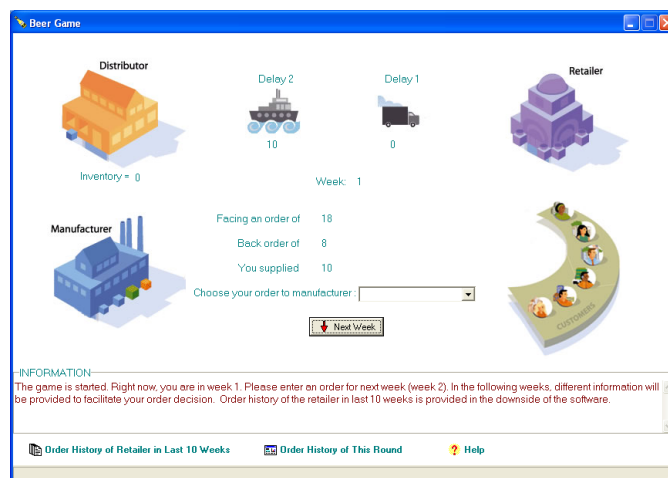 Beer Game
Distributor
Delay 2
Delay 1
Retailer
10
0
Inventory = 0
Week: 1
Manufacturer
Facing an order of 18
Back order of 8
You supplied 10
Choose your order to manufacturer :
Next Week
CUSTOMERS
INFORMATION
The game is started. Right now, you are in week 1. Please enter an order for next week (week 2). In the following weeks, different information will
be provided to facilitate your order decision. Order history of the retailer in last 10 weeks is provided in the downside of the software.
Order History of Retailer in Last 10 Weeks
Order History of This Round
Help